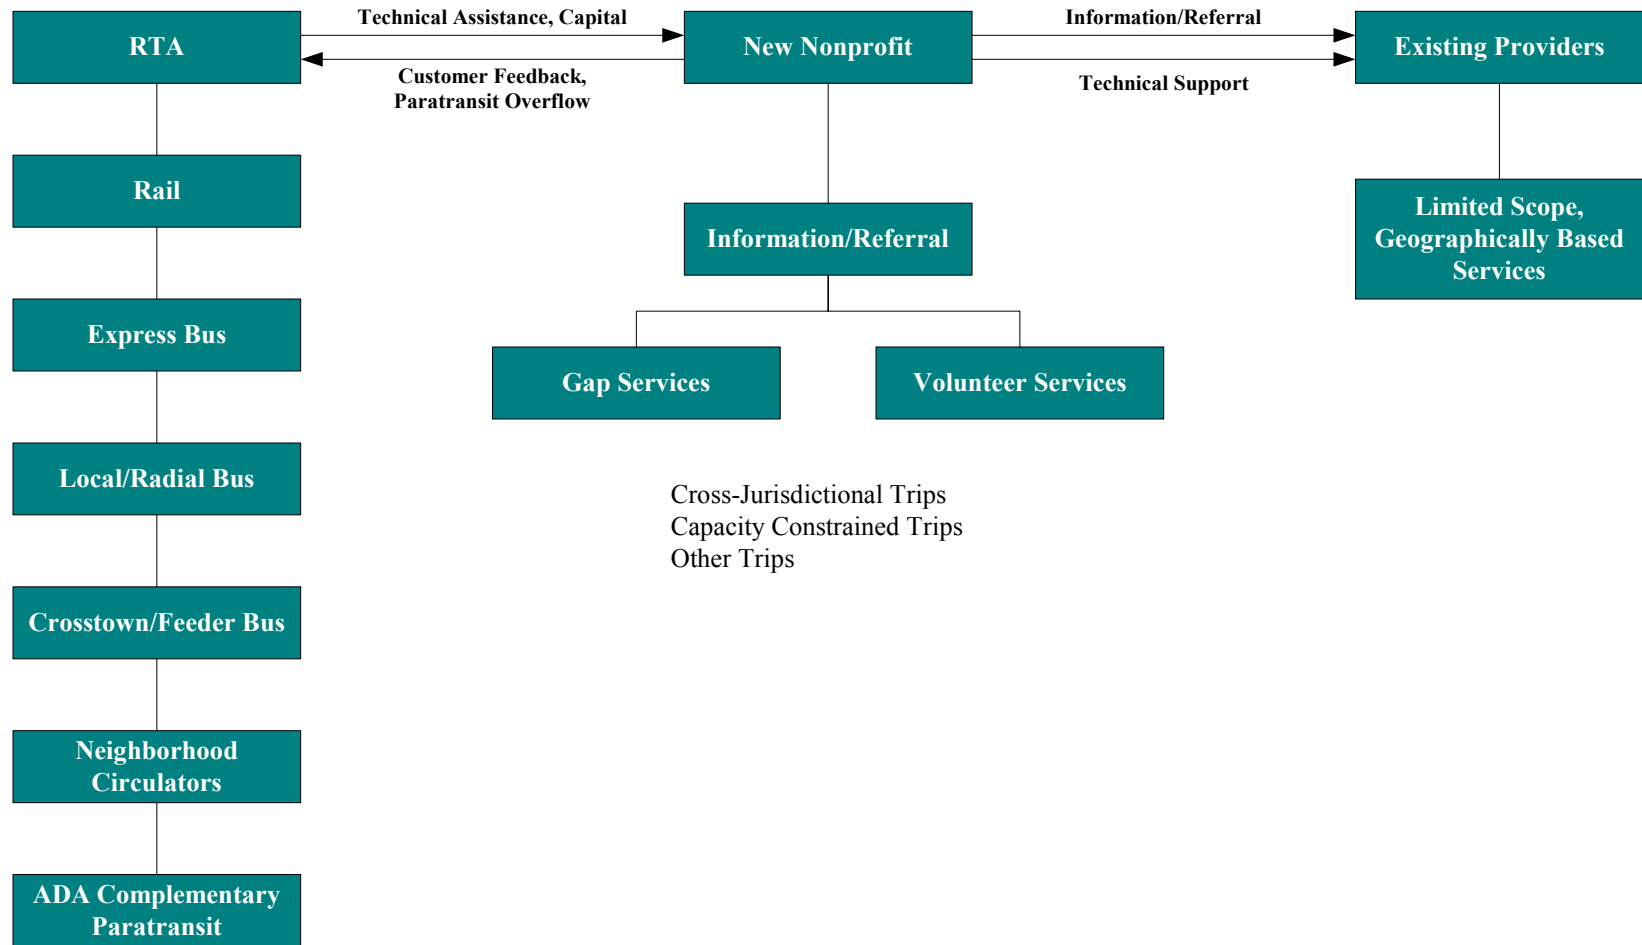 RTA
Technical Assistance, Capital
Customer Feedback,
Paratransit Overflow
New Nonprofit
Information/Referral
Technical Support
Existing Providers
Rail
Express Bus
Local/Radial Bus
Crosstown/Feeder Bus
Neighborhood
Circulators
ADA Complementary
Paratransit
Information/Referral
Gap Services
Volunteer Services
Cross-Jurisdictional Trips
Capacity Constrained Trips
Other Trips
Limited Scope,
Geographically Based
Services